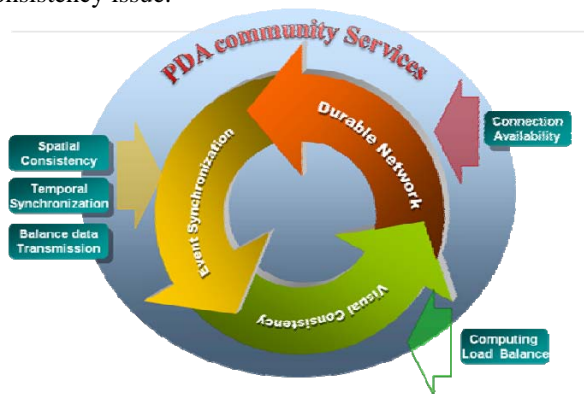 onsistency issue.
PDA community Services
Durable Network
Event Synchronization
Visual Consistency
Spatial
Consistency
Temporal
Synchronization
Balance data
Transmission
Connection
Availability
Computing
Load Balance